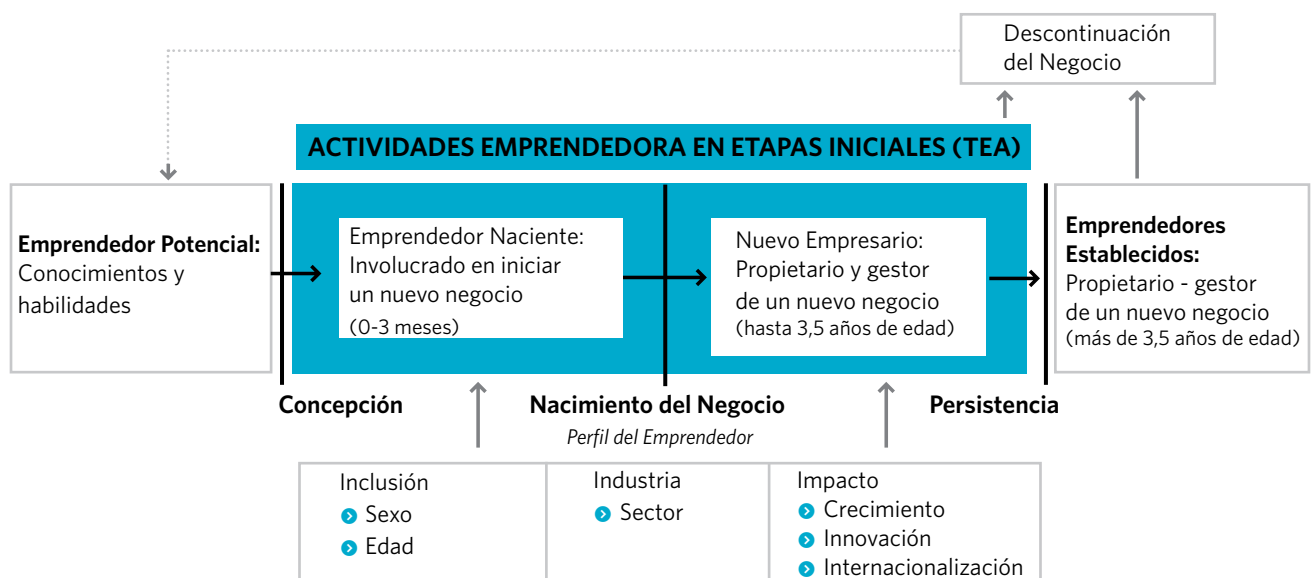 Descontinuación
del Negocio
ACTIVIDADES EMPRENDEDORA EN ETAPAS INICIALES (TEA)
Emprendedor Potencial:
Conocimientos y
habilidades
Emprendedor Naciente:
Involucrado en iniciar
un nuevo negocio
(0-3 meses)
Nuevo Empresario:
Propietario y gestor
de un nuevo negocio
(hasta 3,5 años de edad)
Emprendedores
Establecidos:
Propietario - gestor
de un nuevo negocio
(más de 3,5 años de edad)
Concepción
Nacimiento del Negocio
Persistencia
Perfil del Emprendedor
Inclusión
Sexo
Edad
Industria
Sector
Impacto
Crecimiento
Innovación
Internacionalización